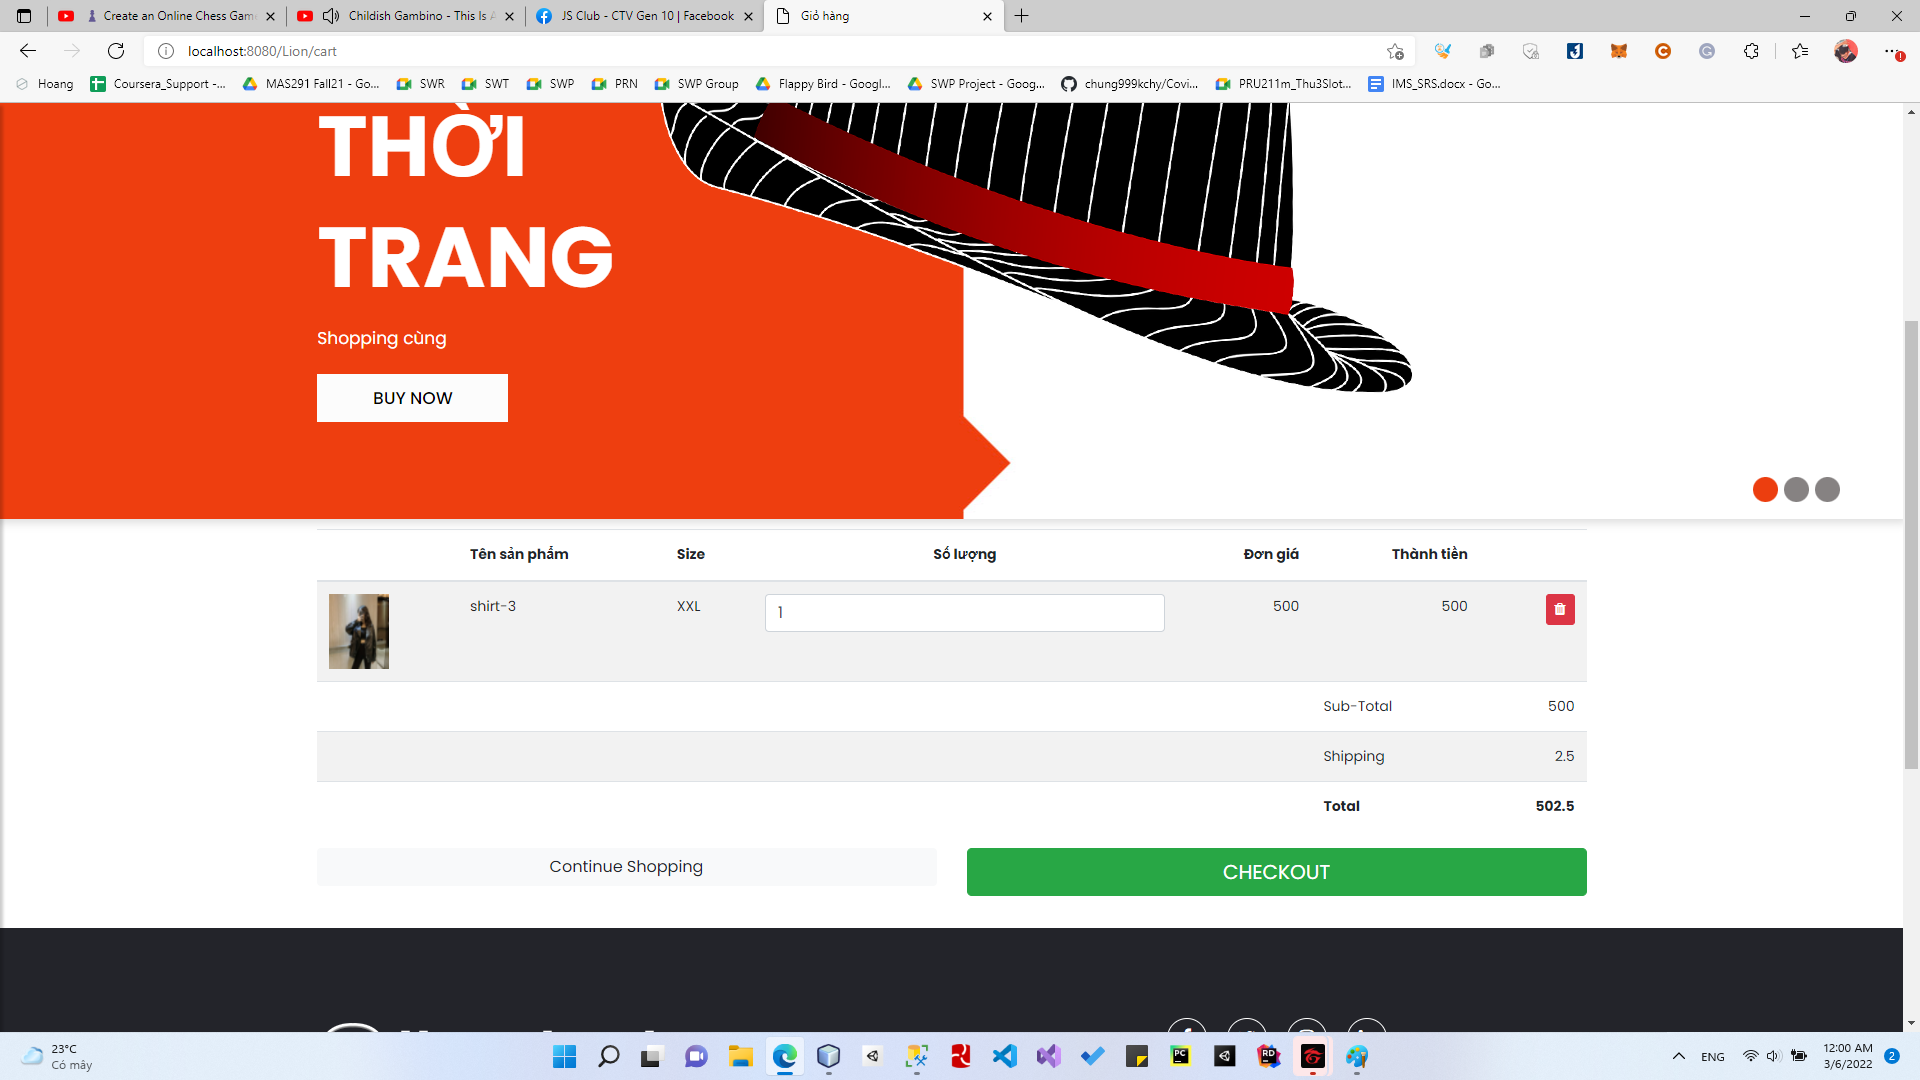 Create an Online Chess Gam
Childish Gambino - This Is A
JS Club - CTV Gen 10 | Facebook
Giỏ hàng
localhost:8080/Lion/cart
Hoang
Coursera_Support -...
MAS291 Fall21 - Go...
SWR
SWT
SWP
PRN
SWP Group
Flappy Bird - Googl...
SWP Project - Goog...
chung999kchy/Covi...
PRU211m_Thu3Slot...
IMS_SRS.docx - Go...
THỜI
TRANG
Shopping cùng
BUY NOW
Tên sản phẩm Size Số lượng Đơn giá Thành tiền
shirt-3 XXL 1 500 500
Sub-Total 500
Shipping 2.5
Total 502.5
Continue Shopping
CHECKOUT
23°C
Có mây
PC
RD
ENG
12:00 AM
3/6/2022
2